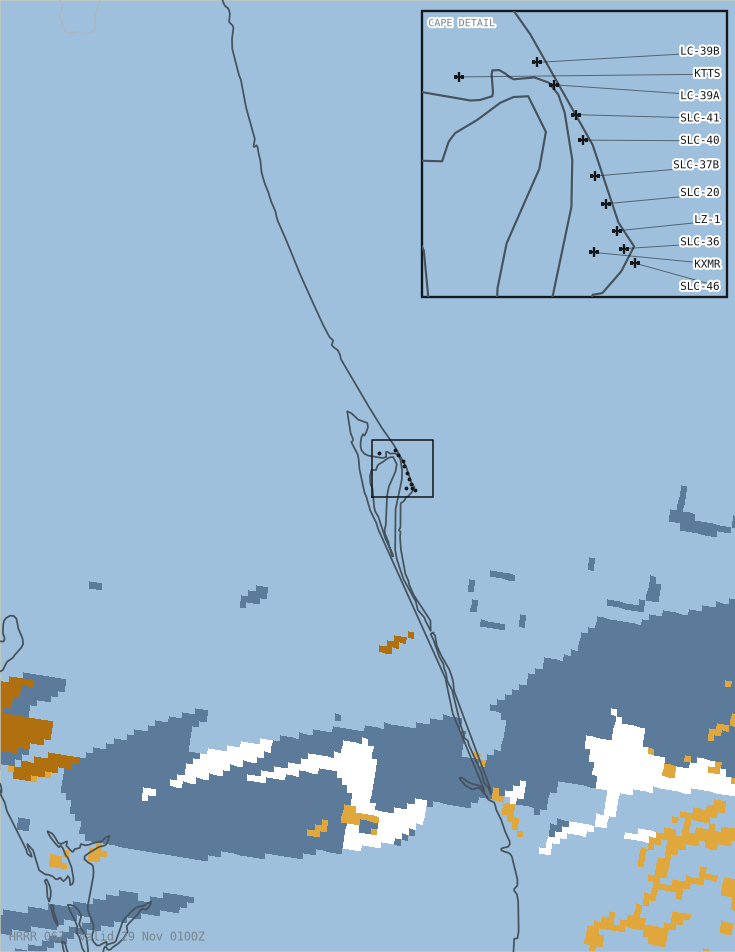 CAPE DETAIL
LC-39B
KTTS
LC-39A
SLC-41
SLC-40
SLC-37B
SLC-20
LZ-1
SLC-36
KXMR
SLC-46
HRRR valid 29 Nov 0100Z